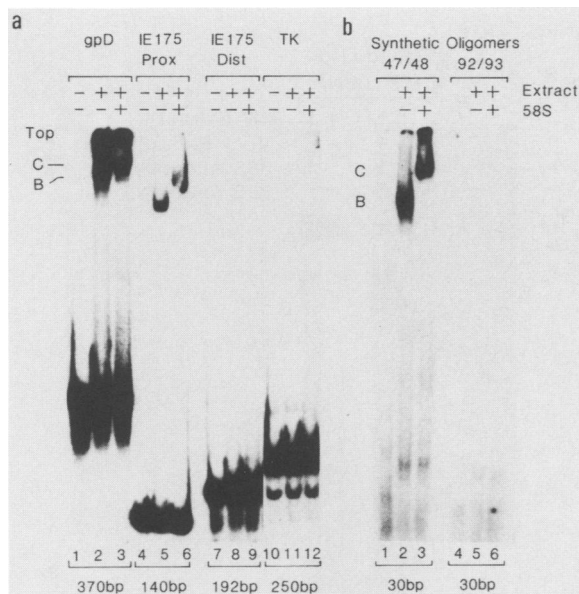 a
gpD IE175 IE175 TK
Prox Dist
- + + - + + - + + - + +
- - + - - + - - + - - +
Top
C
B
1 2 3 4 5 6 7 8 9 10 11 12
370bp 140bp 192bp 250bp
b
Synthetic Oligomers
47/48 92/93
+ + + + Extract
+ + 58S
C
B
1 2 3 4 5 6
30bp 30bp